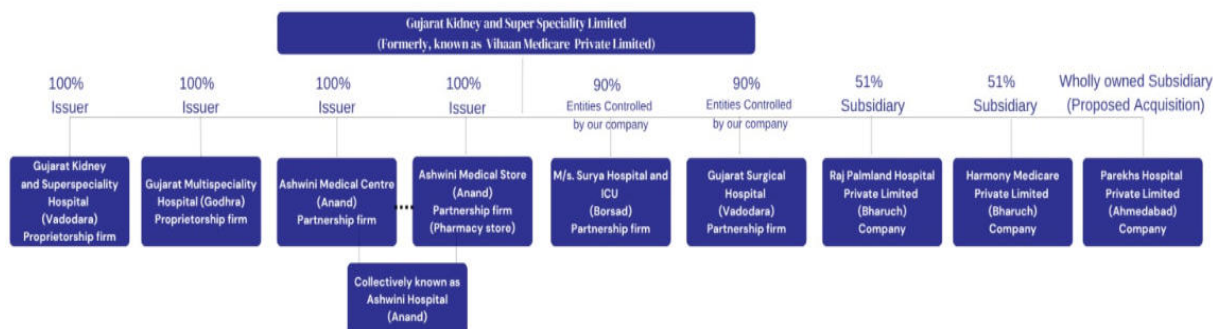 Gujarat Kidney and Super Speciality Limited
(Formerly, known as Vihaan Medicare Private Limited)
100%
Issuer
100%
Issuer
100%
Issuer
100%
Issuer
90%
Entities Controlled
by our company
90%
Entities Controlled
by our company
51%
Subsidiary
51%
Subsidiary
Wholly owned Subsidiary
(Proposed Acquisition)
Gujarat Kidney
and Superspeciality
Hospital
(Vadodara)
Proprietorship firm
Gujarat Multispeciality
Hospital (Godhra)
Proprietorship firm
Ashwini Medical Centre
(Anand)
Partnership firm
Ashwini Medical Store
(Anand)
Partnership firm
(Pharmacy store)
M/s. Surya Hospital and
ICU
(Borsad)
Partnership firm
Gujarat Surgical
Hospital
(Vadodara)
Partnership firm
Raj Palmland Hospital
Private Limited
(Bharuch)
Company
Harmony Medicare
Private Limited
(Bharuch)
Company
Parekhs Hospital
Private Limited
(Ahmedabad)
Company
Collectively known as
Ashwini Hospital
(Anand)